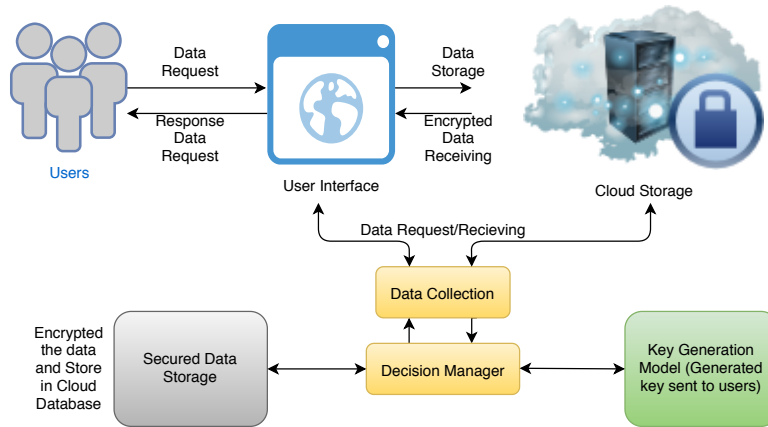 Data
Request
Response
Data
Request
Users
User Interface
Data
Storage
Encrypted
Data
Receiving
Cloud Storage
Data Request/Recieving
Data Collection
Encrypted
the data
and Store
in Cloud
Database
Secured Data
Storage
Decision Manager
Key Generation
Model (Generated
key sent to users)